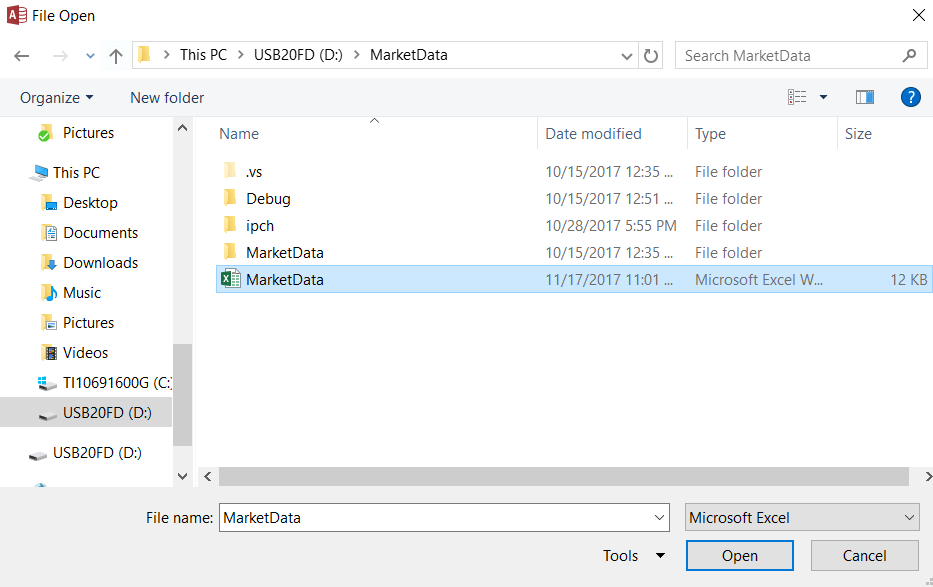 File Open
This PC > USB20FD (D:) > MarketData
Search MarketData
Organize
New folder
?
Pictures
This PC
Desktop
Documents
Downloads
Music
Pictures
Videos
TI10691600G (C:)
USB20FD (D:)
USB20FD (D:)
Name Date modified Type Size
.vs 10/15/2017 12:35 ... File folder
Debug 10/15/2017 12:51 ... File folder
ipch 10/28/2017 5:55 PM File folder
MarketData 10/15/2017 12:35 ... File folder
MarketData 11/17/2017 11:01 ... Microsoft Excel W... 12 KB
File name: MarketData Microsoft Excel
Tools Open Cancel